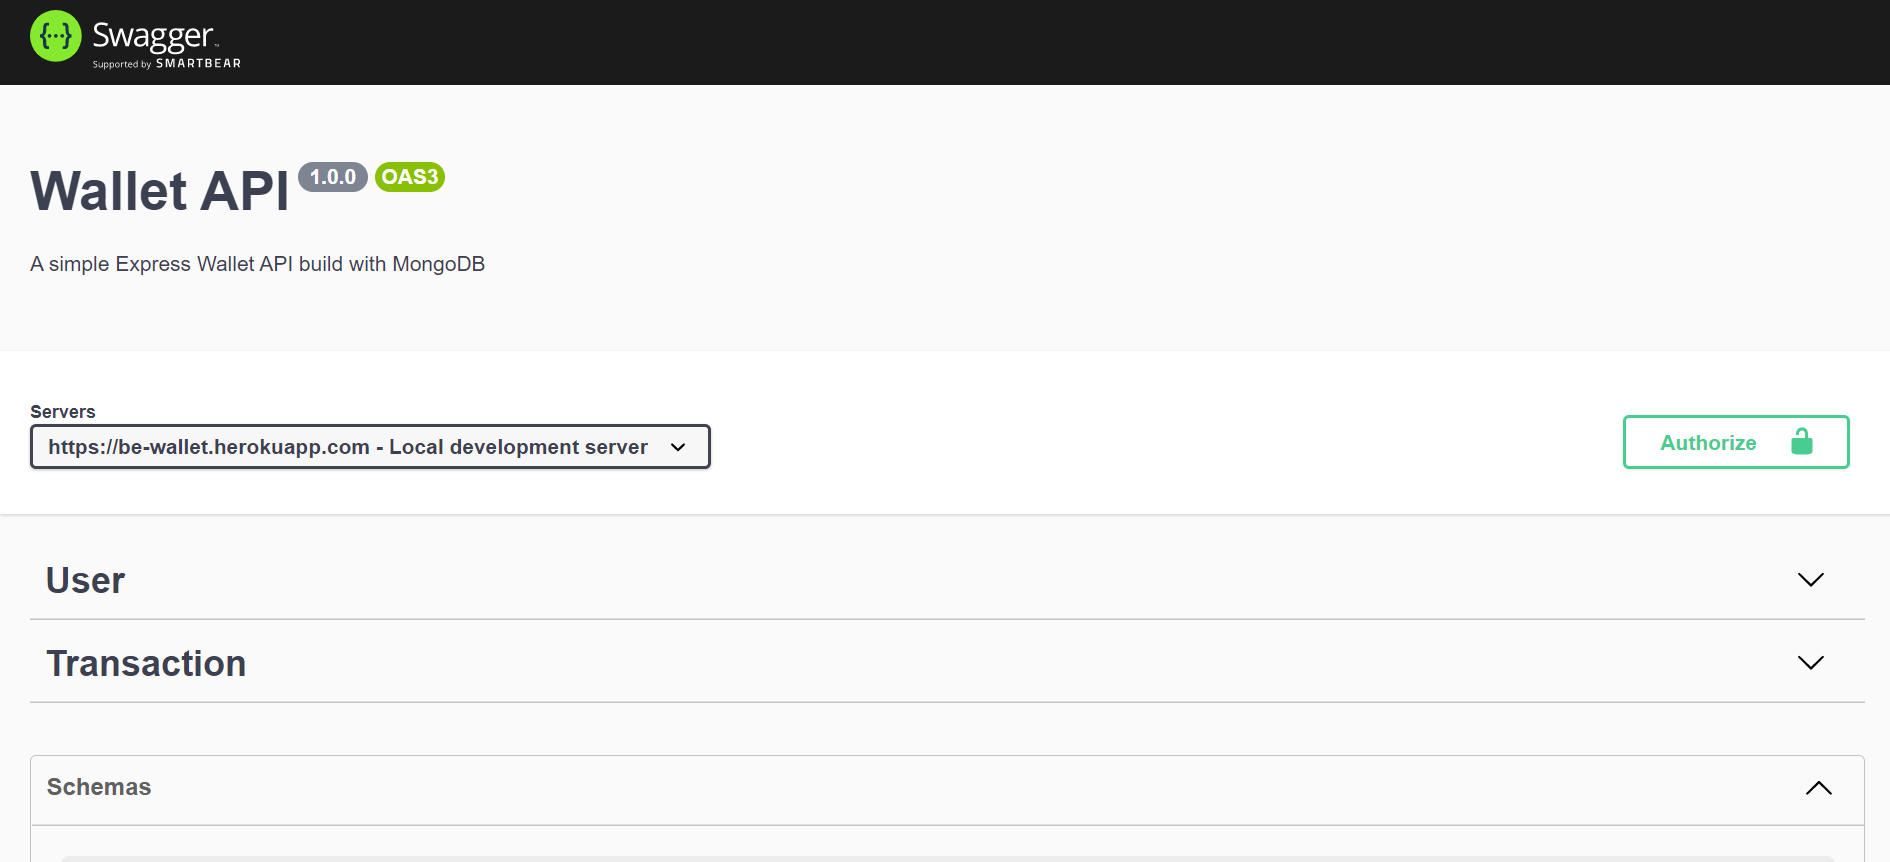 {···} Swagger™
Supported by SMARTBEAR
Wallet API 1.0.0 OAS3
A simple Express Wallet API build with MongoDB
Servers
https://be-wallet.herokuapp.com - Local development server
Authorize
User
Transaction
Schemas